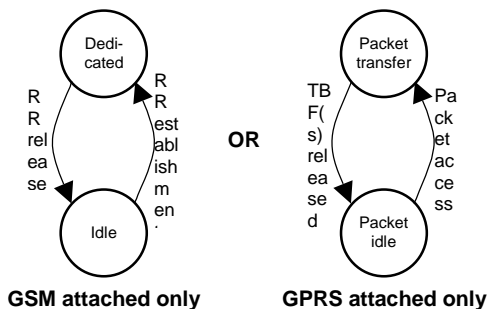 Dedi-
cated
R
R
rel
ea
se
R
R
est
abl
ish
m
en
Idle
GSM attached only
OR
Packet
transfer
TB
F(
s)
rel
ea
se
d
Pa
ck
et
ac
ce
ss
Packet
idle
GPRS attached only